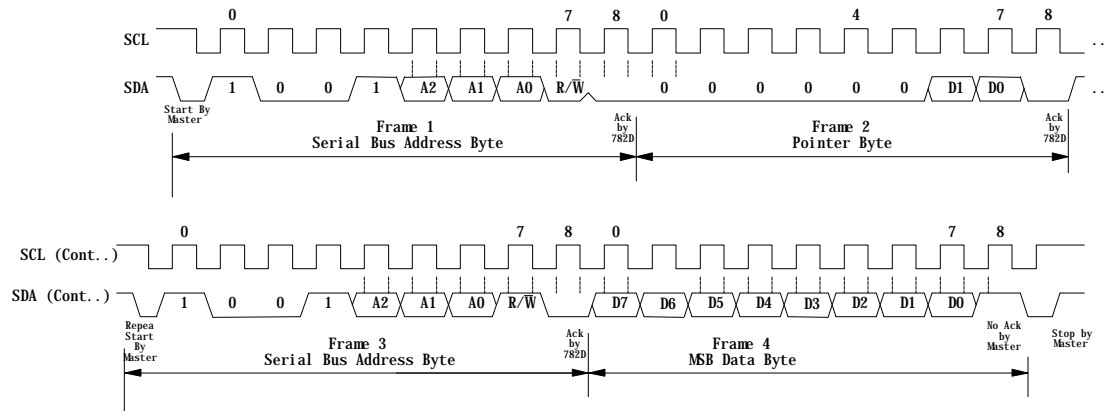 0 7 8 0 4 7 8
SCL ..
SDA 1 0 0 1 A2 A1 A0 R/W 0 0 0 0 0 0 D1 D0 ..
Start By
Master
Ack
by
782D
Ack
by
782D
Frame 1
Serial Bus Address Byte
Frame 2
Pointer Byte
0 7 8 0 7 8
SCL (Cont..)
SDA (Cont..) 1 0 0 1 A2 A1 A0 R/W D7 D6 D5 D4 D3 D2 D1 D0
Repea
Start
By
Master
Ack
by
782D
No Ack
by
Master
Stop by
Master
Frame 3
Serial Bus Address Byte
Frame 4
MSB Data Byte